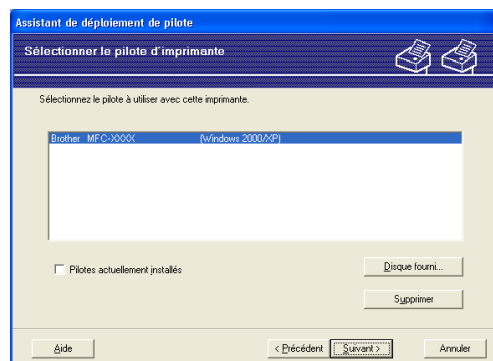 Assistant de déploiement de pilote
Sélectionner le pilote d'imprimante
Sélectionnez le pilote à utiliser avec cette imprimante.
Brother MFC-XXXX (Windows 2000/XP)
Pilotes actuellement installés
Disque fourni...
Supprimer
Aide
< Précédent
Suivant >
Annuler